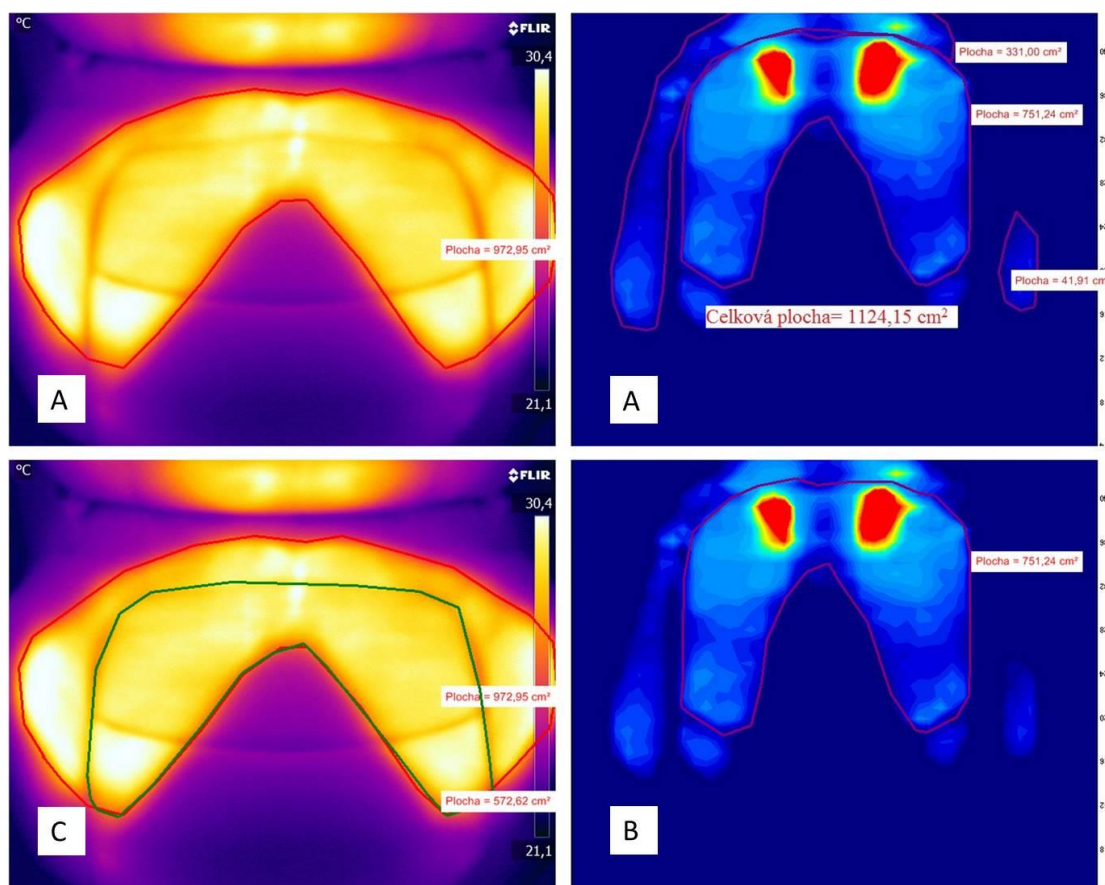 °C
FLIR
30,4
Plocha = 972,95 cm²
A
21,1
Plocha = 331,00 cm²
Plocha = 751,24 cm²
Plocha = 41,91 cm²
Celková plocha= 1124,15 cm²
A
°C
FLIR
30,4
Plocha = 972,95 cm²
Plocha = 572,62 cm²
C
21,1
Plocha = 751,24 cm²
B